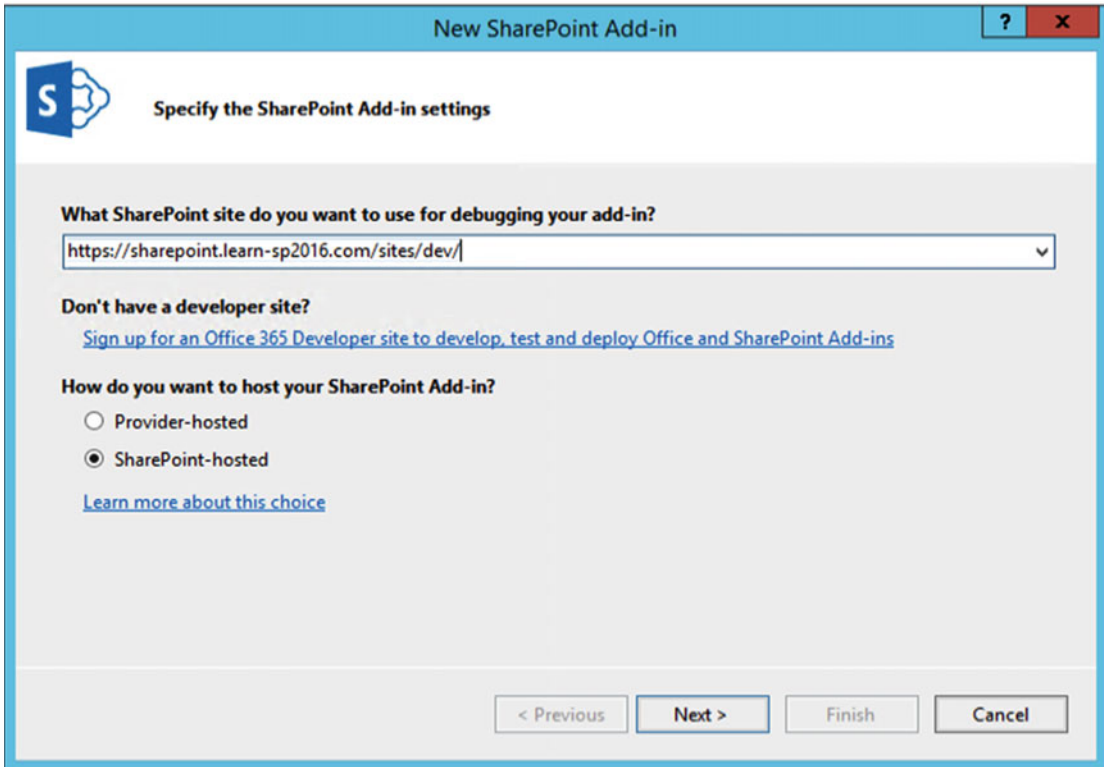 New SharePoint Add-in
?
x
S
Specify the SharePoint Add-in settings
What SharePoint site do you want to use for debugging your add-in?
https://sharepoint.learn-sp2016.com/sites/dev/
Don't have a developer site?
Sign up for an Office 365 Developer site to develop, test and deploy Office and SharePoint Add-ins
How do you want to host your SharePoint Add-in?
Provider-hosted
SharePoint-hosted
Learn more about this choice
< Previous
Next >
Finish
Cancel